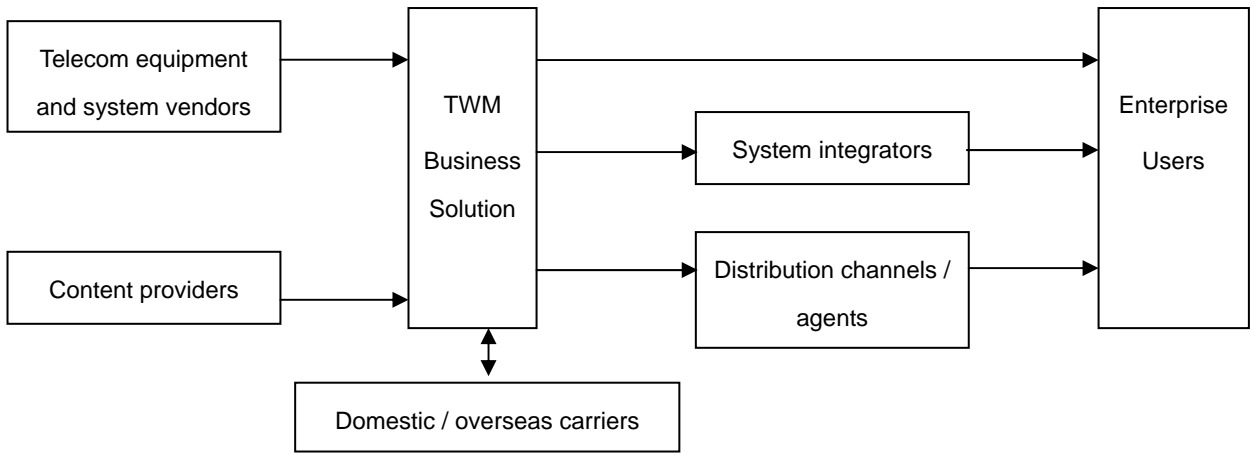 Telecom equipment
and system vendors
TWM
Business
Solution
Enterprise
Users
System integrators
Content providers
Distribution channels /
agents
Domestic / overseas carriers